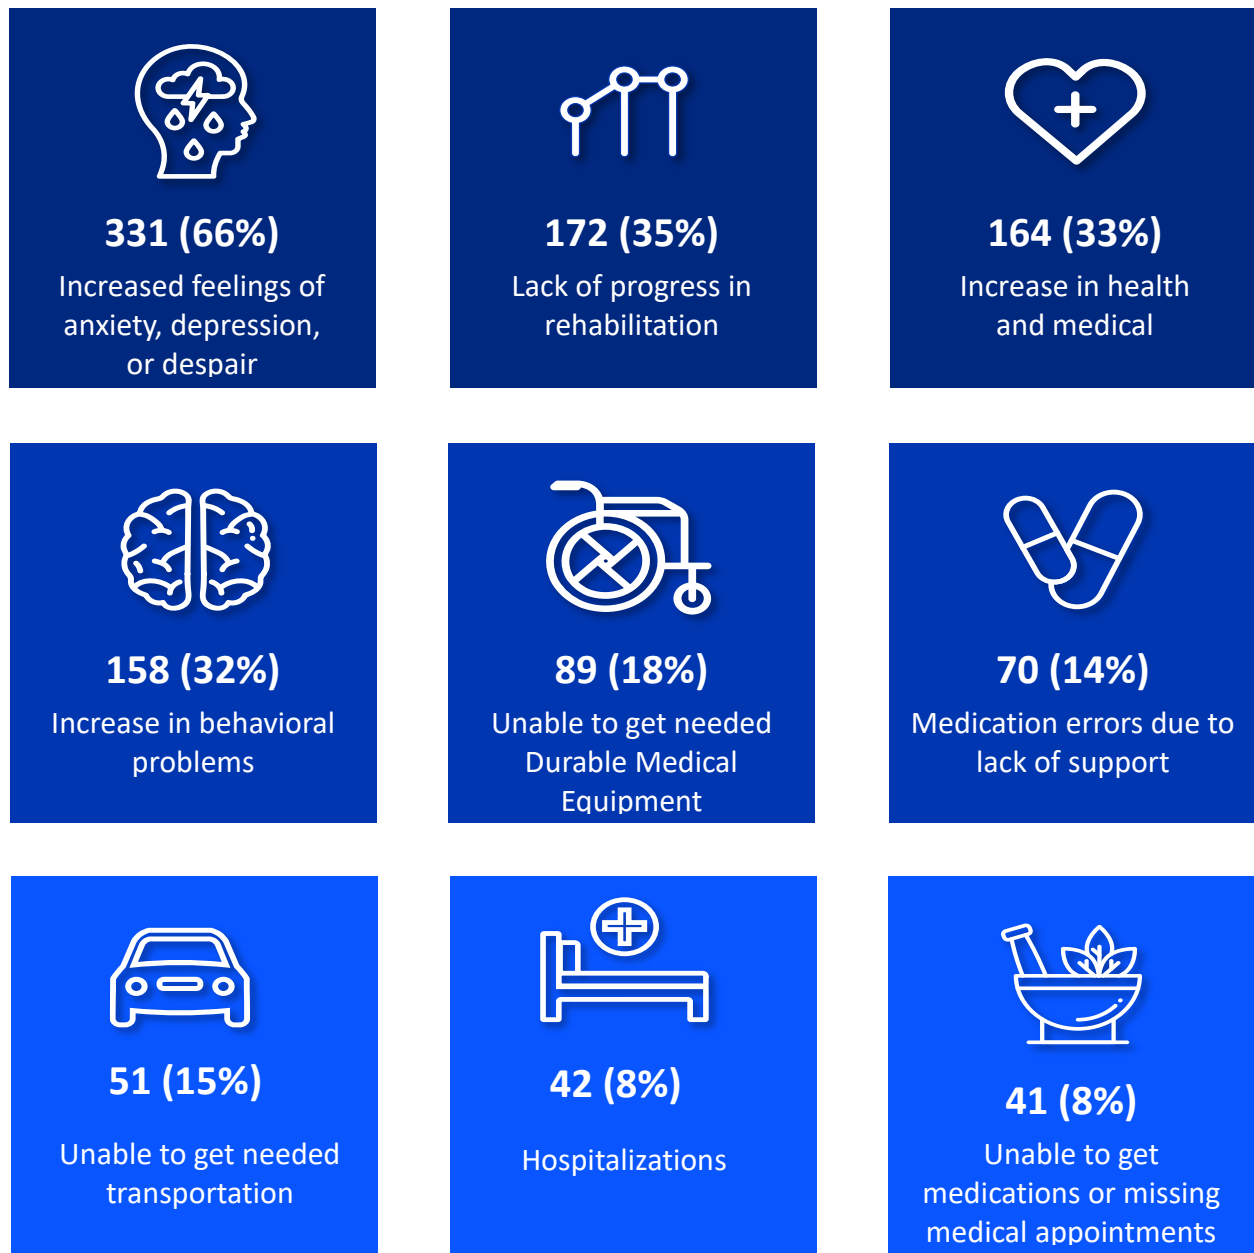 331 (66%)
Increased feelings of
anxiety, depression,
or despair
172 (35%)
Lack of progress in
rehabilitation
164 (33%)
Increase in health
and medical
158 (32%)
Increase in behavioral
problems
89 (18%)
Unable to get needed
Durable Medical
Equipment
70 (14%)
Medication errors due to
lack of support
51 (15%)
Unable to get needed
transportation
42 (8%)
Hospitalizations
41 (8%)
Unable to get
medications or missing
medical appointments